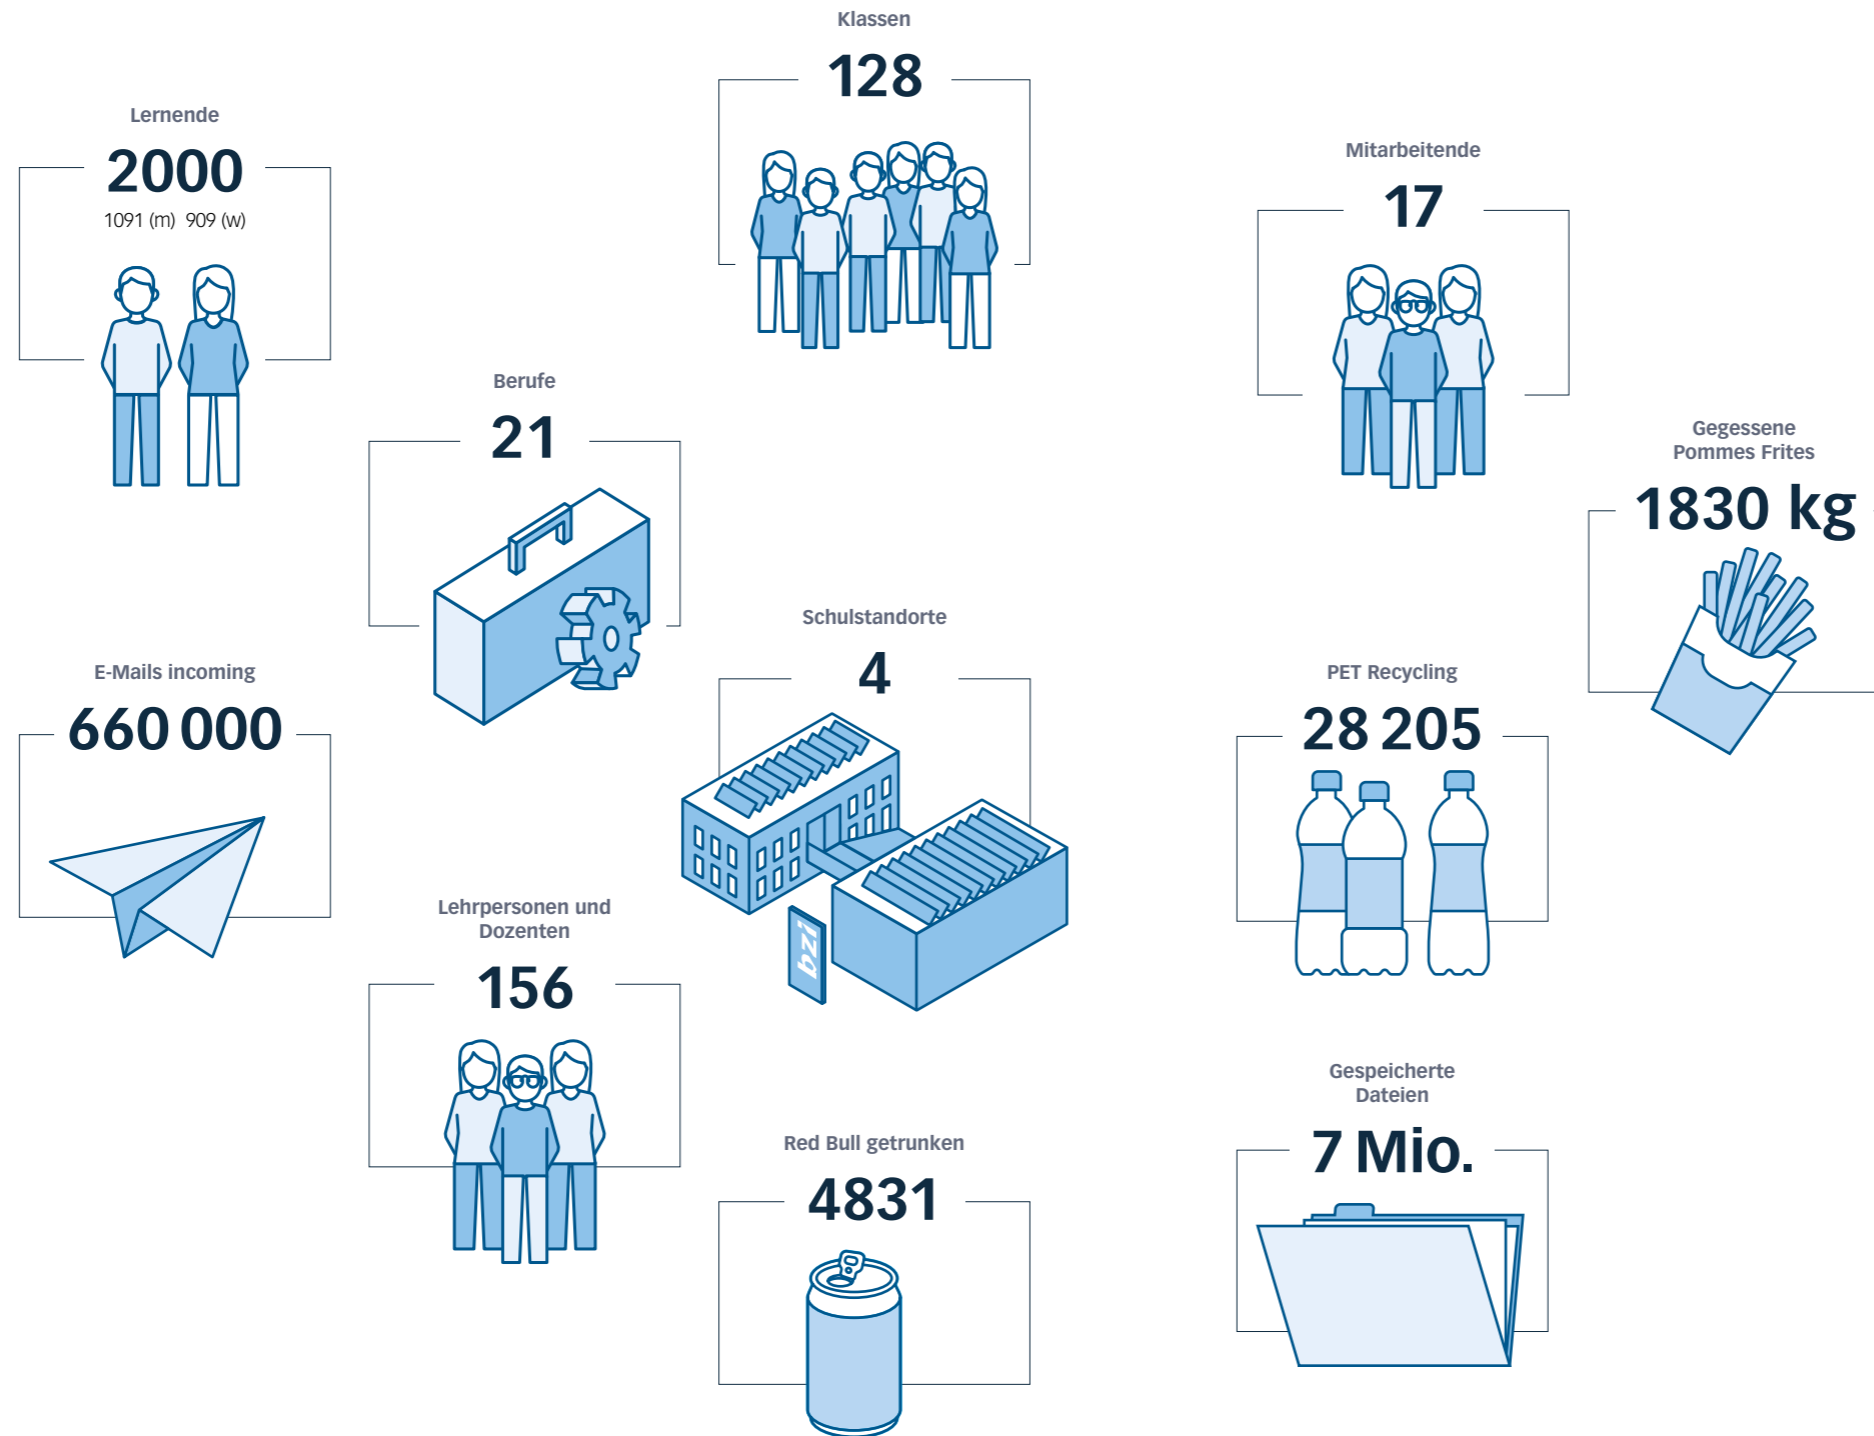 Klassen
128
Lernende
2000
1091 (m) 909 (w)
Mitarbeitende
17
Berufe
21
Gegessene
Pommes Frites
1830 kg
Schulstandorte
4
bzi
E-Mails incoming
660 000
PET Recycling
28 205
Lehrpersonen und
Dozenten
156
Gespeicherte
Dateien
7 Mio.
Red Bull getrunken
4831